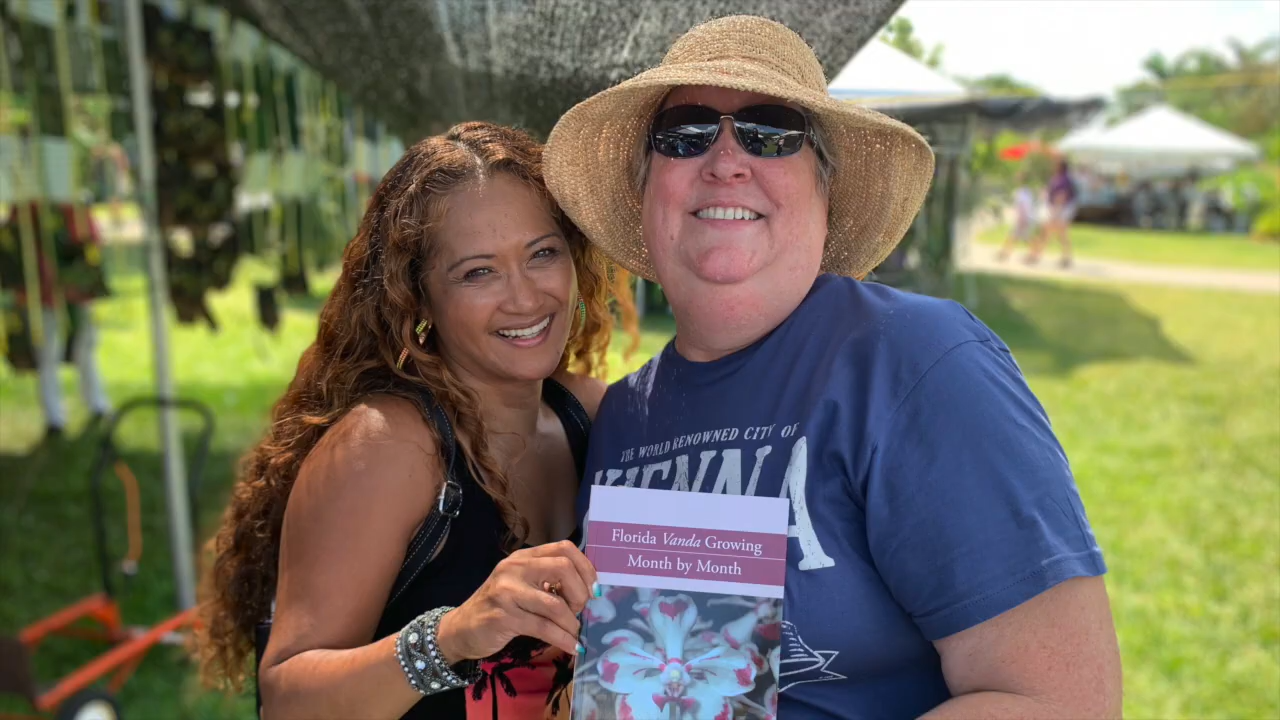 THE WORLD RENOWNED CITY OF
VIENNA
Florida Vanda Growing
Month by Month